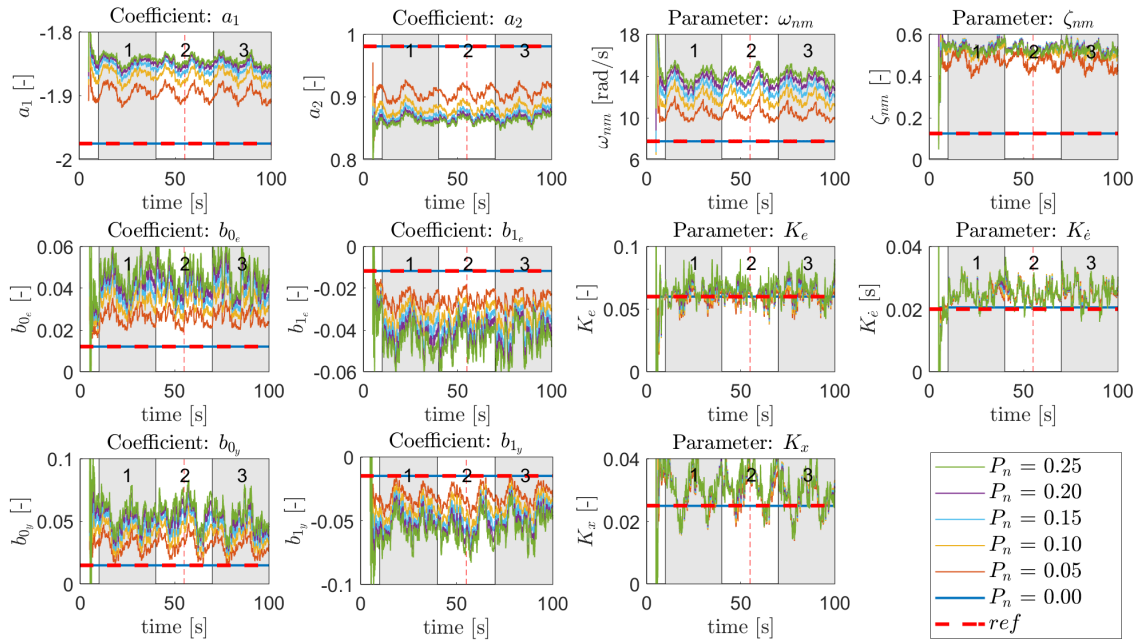 Coefficient: a₁
-1.8
-1.9
-2
a₁ [-]
1 2 3
0 50 100
time [s]
Coefficient: a₂
1
0.9
0.8
a₂ [-]
1 2 3
0 50 100
time [s]
Parameter: ωₙₘ
18
14
10
6
ωₙₘ [rad/s]
1 2 3
0 50 100
time [s]
Parameter: ζₙₘ
0.6
0.4
0.2
0
ζₙₘ [-]
1 2 3
0 50 100
time [s]
Coefficient: b₀ₑ
0.06
0.04
0.02
0
b₀ₑ [-]
1 2 3
0 50 100
time [s]
Coefficient: b₁ₑ
0
-0.02
-0.04
-0.06
b₁ₑ [-]
1 2 3
0 50 100
time [s]
Parameter: Kₑ
0.1
0.05
0
Kₑ [-]
1 2 3
0 50 100
time [s]
Parameter: K_ė
0.04
0.02
0
K_ė [s]
1 2 3
0 50 100
time [s]
Coefficient: b₀_y
0.1
0.05
0
b₀_y [-]
1 2 3
0 50 100
time [s]
Coefficient: b₁_y
0
-0.05
-0.1
b₁_y [-]
1 2 3
0 50 100
time [s]
Parameter: Kₓ
0.04
0.02
0
Kₓ [-]
1 2 3
0 50 100
time [s]
Pₙ = 0.25
Pₙ = 0.20
Pₙ = 0.15
Pₙ = 0.10
Pₙ = 0.05
Pₙ = 0.00
ref